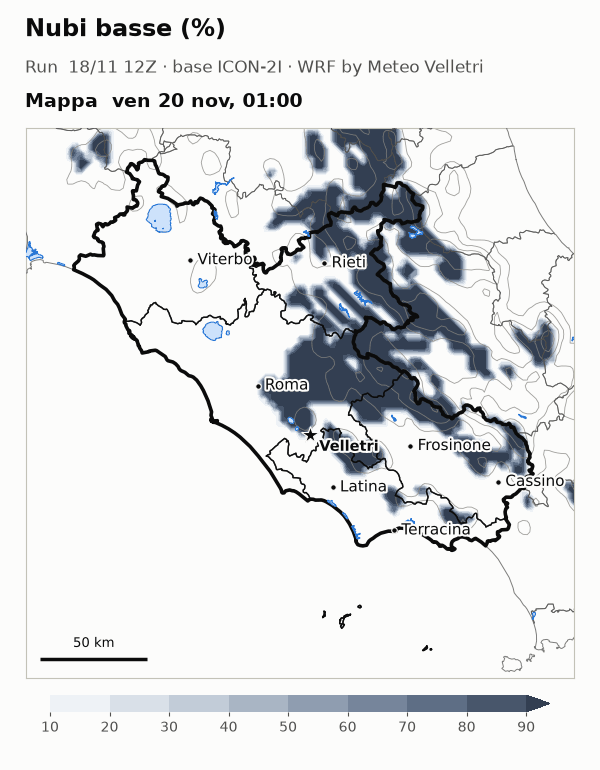 Nubi basse (%)
Run 18/11 12Z · base ICON-2I · WRF by Meteo Velletri
Mappa ven 20 nov, 01:00
Viterbo
Rieti
Roma
Velletri
Frosinone
Latina
Cassino
Terracina
50 km
10 20 30 40 50 60 70 80 90